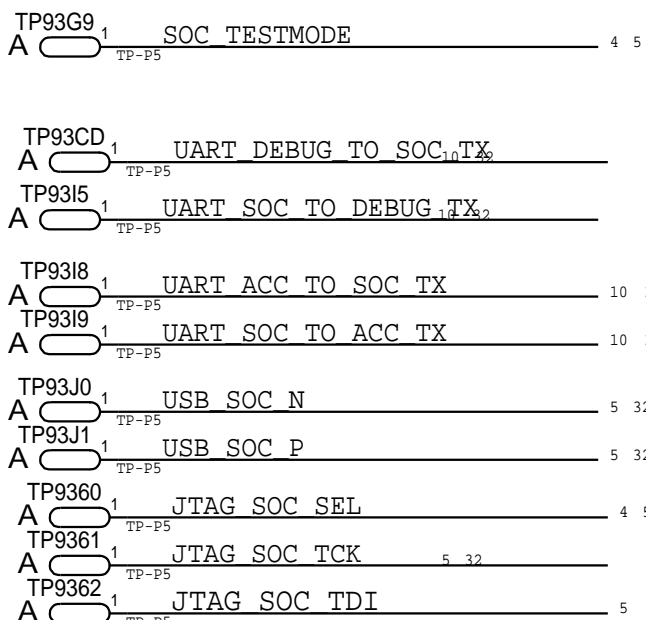 TP93G9
A 1 SOC_TESTMODE 4 5
TP-P5
TP93CD
A 1 UART_DEBUG_TO_SOC_TX 10 32
TP-P5
TP93I5
A 1 UART_SOC_TO_DEBUG_TX 10 32
TP-P5
TP93I8
A 1 UART_ACC_TO_SOC_TX 10
TP-P5
TP93I9
A 1 UART_SOC_TO_ACC_TX 10
TP-P5
TP93J0
A 1 USB_SOC_N 5 32
TP-P5
TP93J1
A 1 USB_SOC_P 5 32
TP-P5
TP9360
A 1 JTAG_SOC_SEL 4 5
TP-P5
TP9361
A 1 JTAG_SOC_TCK 5 32
TP-P5
TP9362
A 1 JTAG_SOC_TDI 5
TP-P5